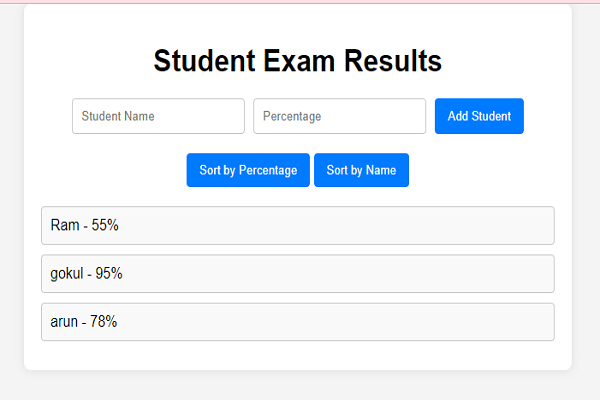 Student Exam Results
Student Name Percentage Add Student
Sort by Percentage Sort by Name
Ram - 55%
gokul - 95%
arun - 78%